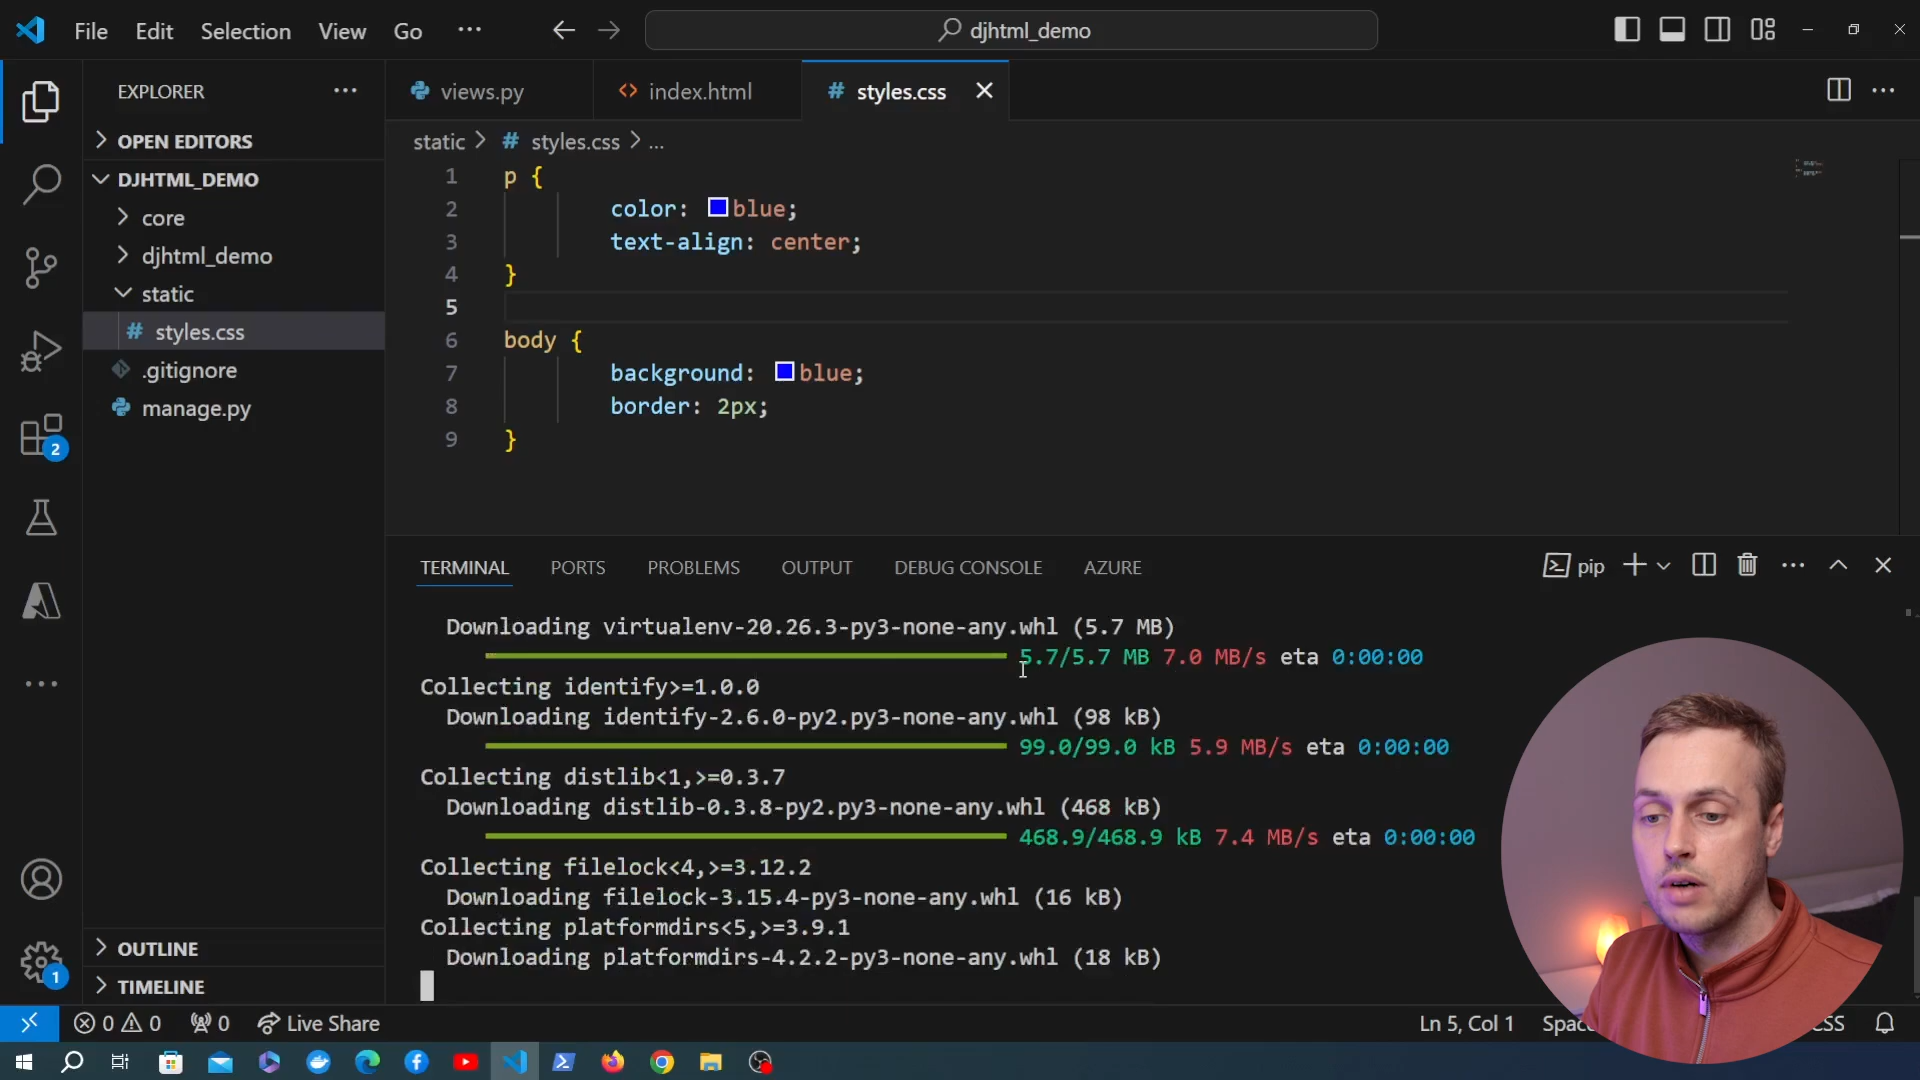 File Edit Selection View Go ···
djhtml_demo
EXPLORER
OPEN EDITORS
DJHTML_DEMO
core
djhtml_demo
static
# styles.css
.gitignore
manage.py
OUTLINE
TIMELINE
2
1
views.py
<> index.html
# styles.css
static > # styles.css > ...
1 p {
2 color: blue;
3 text-align: center;
4 }
5
6 body {
7 background: blue;
8 border: 2px;
9 }
TERMINAL PORTS PROBLEMS OUTPUT DEBUG CONSOLE AZURE
pip
Downloading virtualenv-20.26.3-py3-none-any.whl (5.7 MB)
5.7/5.7 MB 7.0 MB/s eta 0:00:00
Collecting identify>=1.0.0
Downloading identify-2.6.0-py2.py3-none-any.whl (98 kB)
99.0/99.0 kB 5.9 MB/s eta 0:00:00
Collecting distlib<1,>=0.3.7
Downloading distlib-0.3.8-py2.py3-none-any.whl (468 kB)
468.9/468.9 kB 7.4 MB/s eta 0:00:00
Collecting filelock<4,>=3.12.2
Downloading filelock-3.15.4-py3-none-any.whl (16 kB)
Collecting platformdirs<5,>=3.9.1
Downloading platformdirs-4.2.2-py3-none-any.whl (18 kB)
0 0 0 Live Share
Ln 5, Col 1